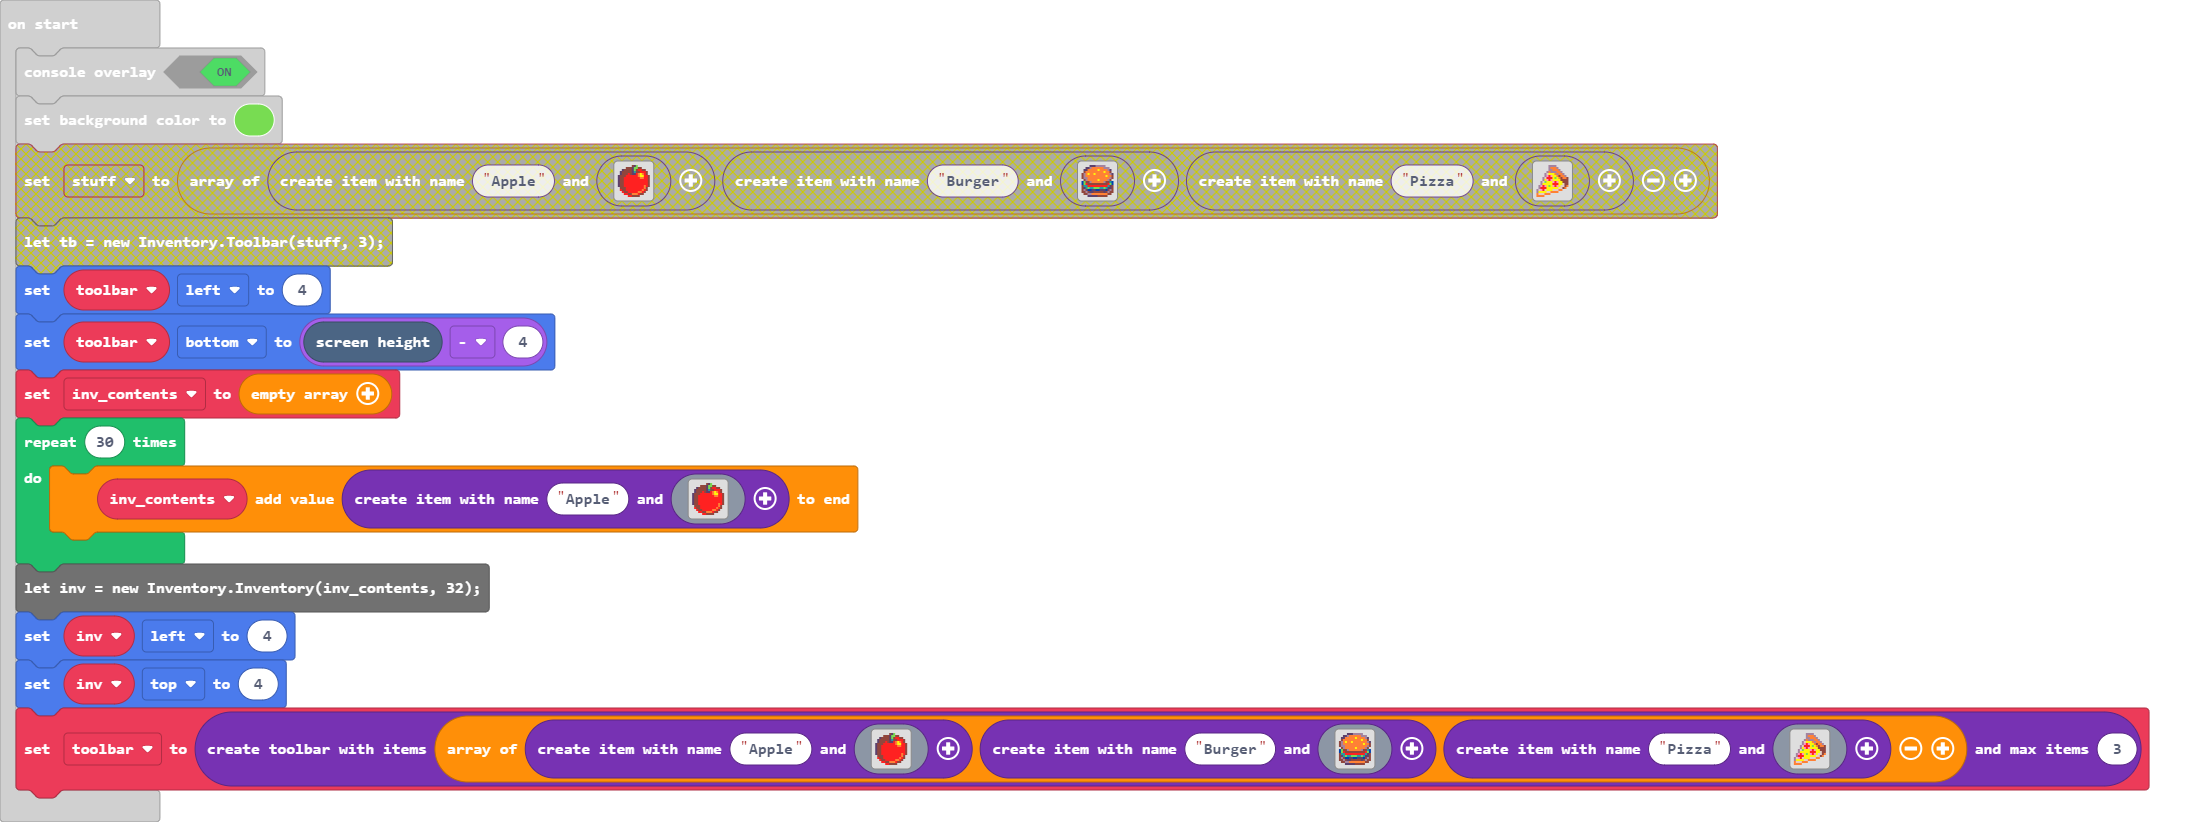 on start
console overlay ON
set background color to
set stuff to array of create item with name "Apple" and create item with name "Burger" and create item with name "Pizza" and
let tb = new Inventory.Toolbar(stuff, 3);
set toolbar left to 4
set toolbar bottom to screen height - 4
set inv_contents to empty array
repeat 30 times
do inv_contents add value create item with name "Apple" and to end
let inv = new Inventory.Inventory(inv_contents, 32);
set inv left to 4
set inv top to 4
set toolbar to create toolbar with items array of create item with name "Apple" and create item with name "Burger" and create item with name "Pizza" and and max items 3